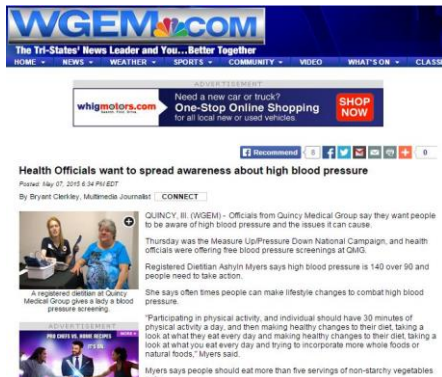 WGEM.COM
The Tri-States' News Leader and You...Better Together
HOME NEWS WEATHER SPORTS COMMUNITY VIDEO WHAT'S ON CLASS
ADVERTISEMENT
whigmotors.com
Need a new car or truck?
One-Stop Online Shopping
for all local new or used vehicles.
SHOP NOW
Recommend 6 0
Health Officials want to spread awareness about high blood pressure
Posted: May 07, 2015 6:34 PM EDT
By Bryant Clerkley, Multimedia Journalist CONNECT
A registered dietitian at Quincy
Medical Group gives a lady a blood
pressure screening.
ADVERTISEMENT
PRO CHEFS VS. HOME RECIPES
IT'S ON.
QUINCY, Ill. (WGEM) - Officials from Quincy Medical Group say they want people
to be aware of high blood pressure and the issues it can cause.
Thursday was the Measure Up/Pressure Down National Campaign, and health
officials were offering free blood pressure screenings at QMG.
Registered Dietitian Ashyln Myers says high blood pressure is 140 over 90 and
people need to take action.
She says often times people can make lifestyle changes to combat high blood
pressure.
"Participating in physical activity, and individual should have 30 minutes of
physical activity a day, and then making healthy changes to their diet, taking a
look at what they eat every day and making healthy changes to their diet, taking a
look at what you eat every day and trying to incorporate more whole foods or
natural foods," Myers said.
Myers says people should eat more than five servings of non-starchy vegetables